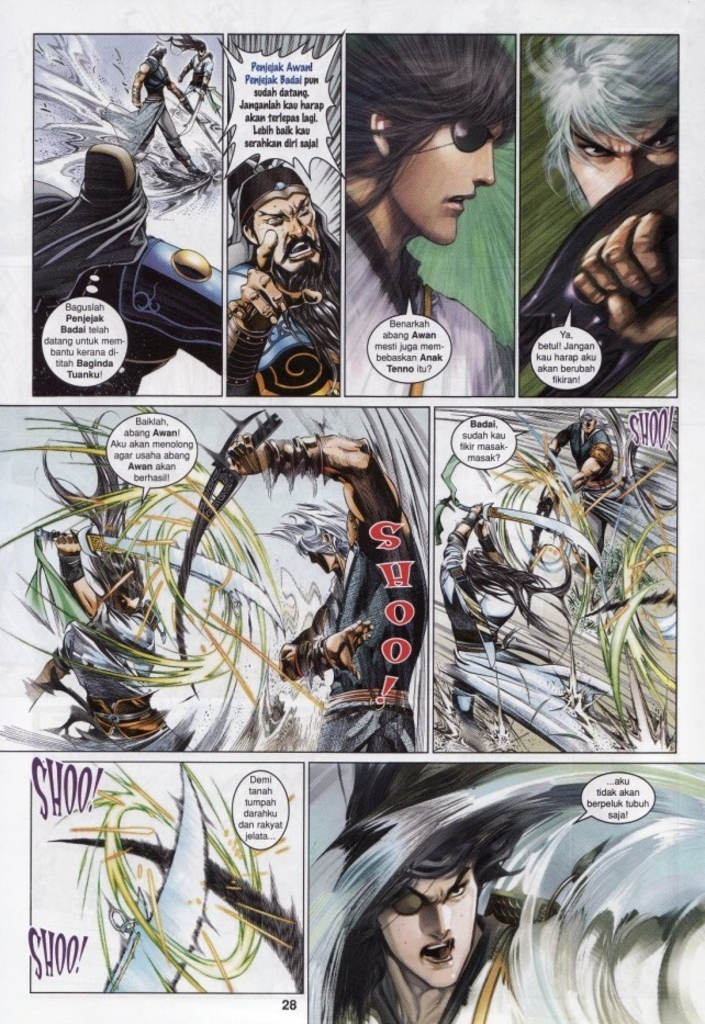 Baguslah
Penjejak
Badai telah
datang untuk mem-
bantu kerana di-
titah Baginda
Tuanku!
Penjejak Awan!
Penjejak Badai pun
sudah datang.
Janganlah kau harap
akan terlepas lagi.
Lebih baik kau
serahkan diri saja!
Benarkah
abang Awan
mesti juga mem-
bebaskan Anak
Tenno itu?
Ya,
betul! Jangan
kau harap aku
akan berubah
fikiran!
Baiklah,
abang Awan!
Aku akan menolong
agar usaha abang
Awan akan
berhasil!
SHOO!
Badai,
sudah kau
fikir masak-
masak?
SHOO!
SHOO!
SHOO!
Demi
tanah
tumpah
darahku
dan rakyat
jelata...
...aku
tidak akan
berpeluk tubuh
saja!
28